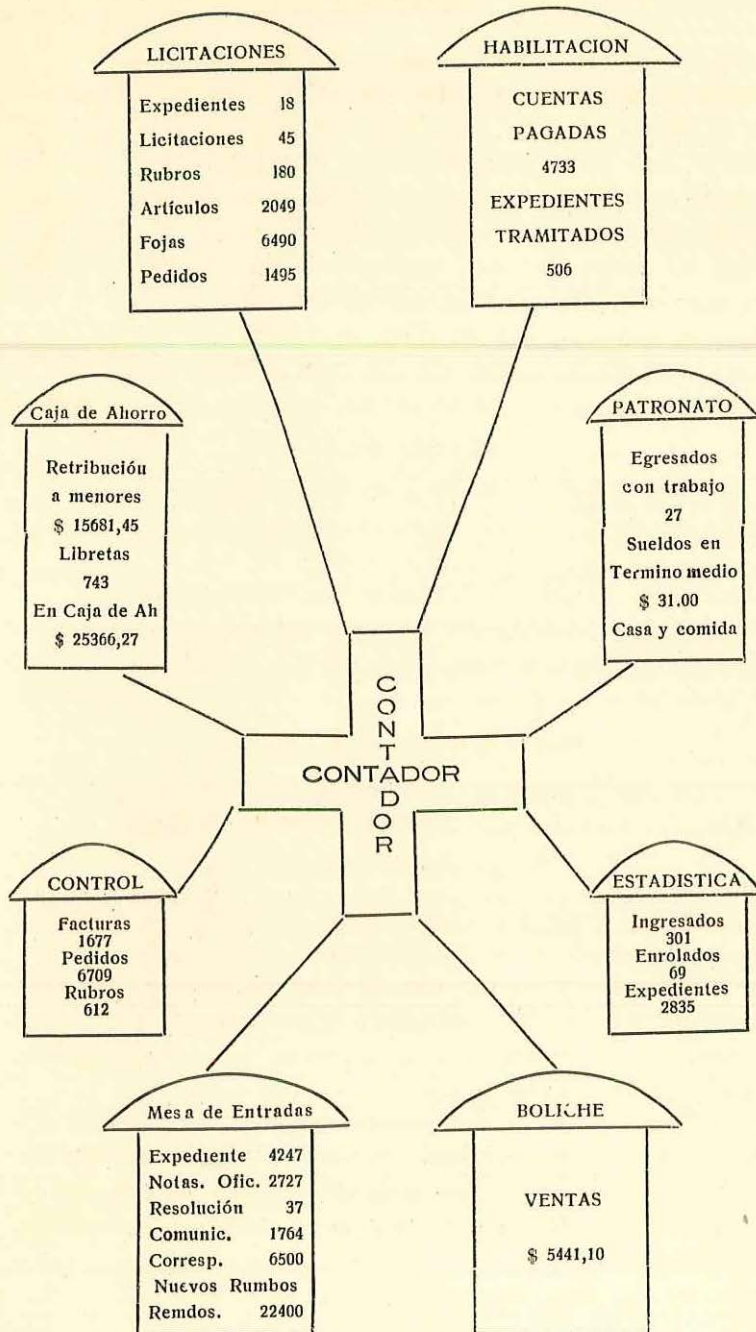 LICITACIONES
Expedientes 18
Licitaciones 45
Rubros 180
Artículos 2049
Fojas 6490
Pedidos 1495
HABILITACION
CUENTAS
PAGADAS
4733
EXPEDIENTES
TRAMITADOS
506
Caja de Ahorro
Retribución
a menores
$ 15681,45
Libretas
743
En Caja de Ah
$ 25366,27
PATRONATO
Egresados
con trabajo
27
Sueldos en
Termino medio
$ 31.00
Casa y comida
CONTADOR
CONTADOR
CONTROL
Facturas
1677
Pedidos
6709
Rubros
612
ESTADISTICA
Ingresados
301
Enrolados
69
Expedientes
2835
Mesa de Entradas
Expediente 4247
Notas. Ofic. 2727
Resolución 37
Comunic. 1764
Corresp. 6500
Nuevos Rumbos
Remdos. 22400
BOLICHE
VENTAS
$ 5441,10